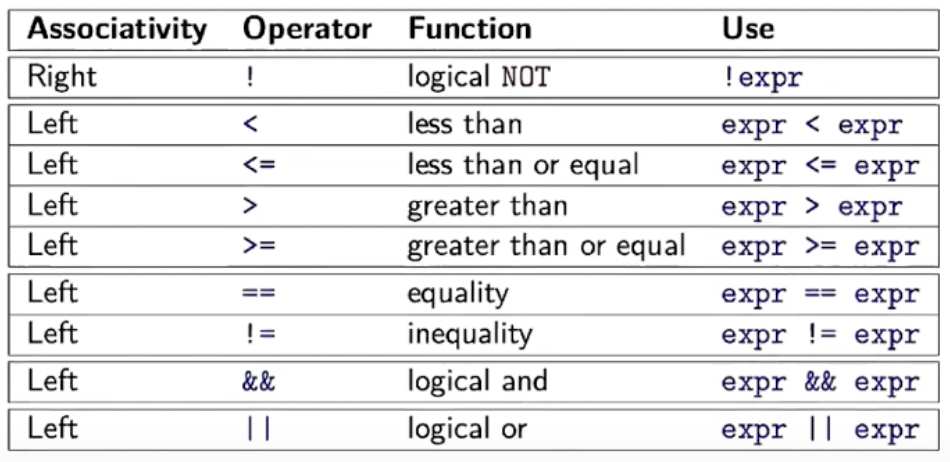 Associativity Operator Function Use
Right ! logical NOT !expr
Left < less than expr < expr
Left <= less than or equal expr <= expr
Left > greater than expr > expr
Left >= greater than or equal expr >= expr
Left == equality expr == expr
Left != inequality expr != expr
Left && logical and expr && expr
Left || logical or expr || expr